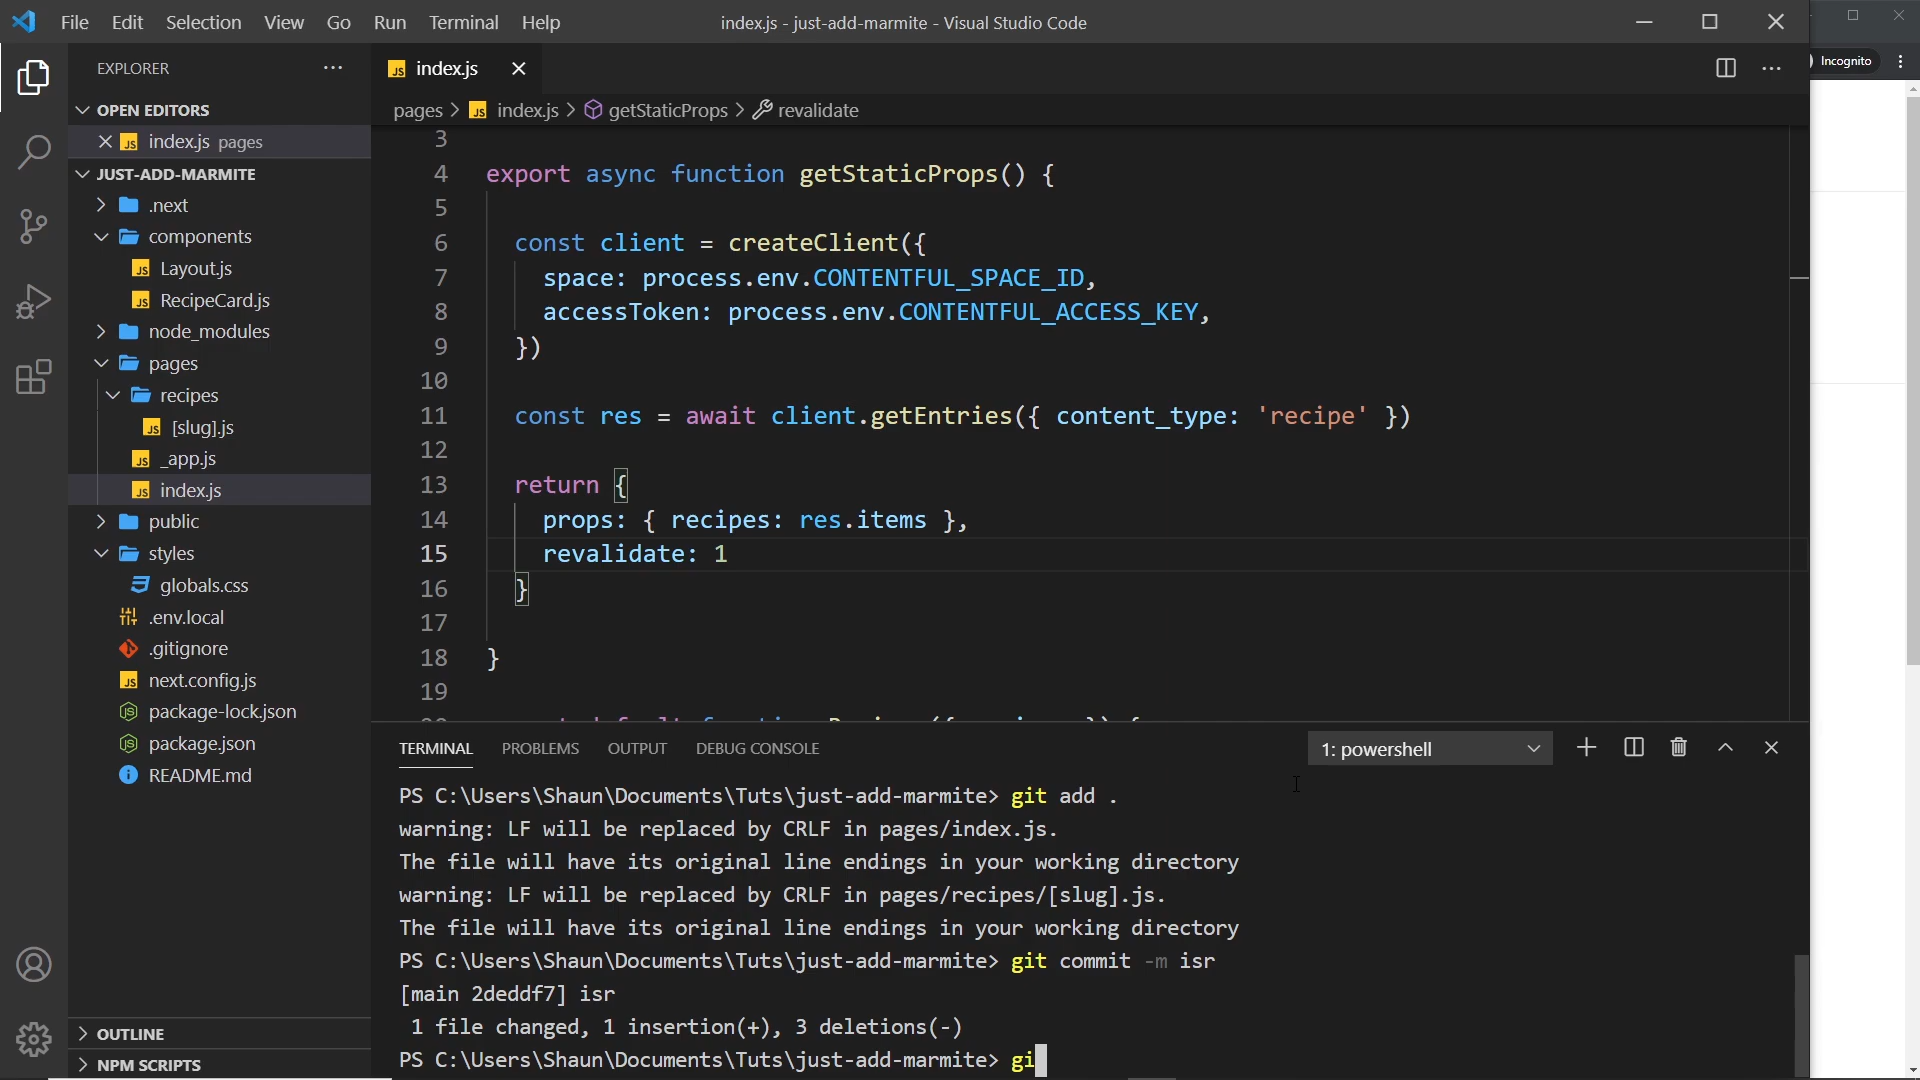 File Edit Selection View Go Run Terminal Help
index.js - just-add-marmite - Visual Studio Code
Incognito
EXPLORER
OPEN EDITORS
JS index.js pages
JUST-ADD-MARMITE
.next
components
JS Layout.js
JS RecipeCard.js
node_modules
pages
recipes
JS [slug].js
JS _app.js
JS index.js
public
styles
globals.css
.env.local
.gitignore
JS next.config.js
package-lock.json
package.json
README.md
OUTLINE
NPM SCRIPTS
JS index.js
pages > JS index.js > getStaticProps > revalidate
3
4 export async function getStaticProps() {
5
6 const client = createClient({
7 space: process.env.CONTENTFUL_SPACE_ID,
8 accessToken: process.env.CONTENTFUL_ACCESS_KEY,
9 })
10
11 const res = await client.getEntries({ content_type: 'recipe' })
12
13 return {
14 props: { recipes: res.items },
15 revalidate: 1
16 }
17
18 }
19
TERMINAL PROBLEMS OUTPUT DEBUG CONSOLE
1: powershell
PS C:\Users\Shaun\Documents\Tuts\just-add-marmite> git add .
warning: LF will be replaced by CRLF in pages/index.js.
The file will have its original line endings in your working directory
warning: LF will be replaced by CRLF in pages/recipes/[slug].js.
The file will have its original line endings in your working directory
PS C:\Users\Shaun\Documents\Tuts\just-add-marmite> git commit -m isr
[main 2deddf7] isr
1 file changed, 1 insertion(+), 3 deletions(-)
PS C:\Users\Shaun\Documents\Tuts\just-add-marmite> gi